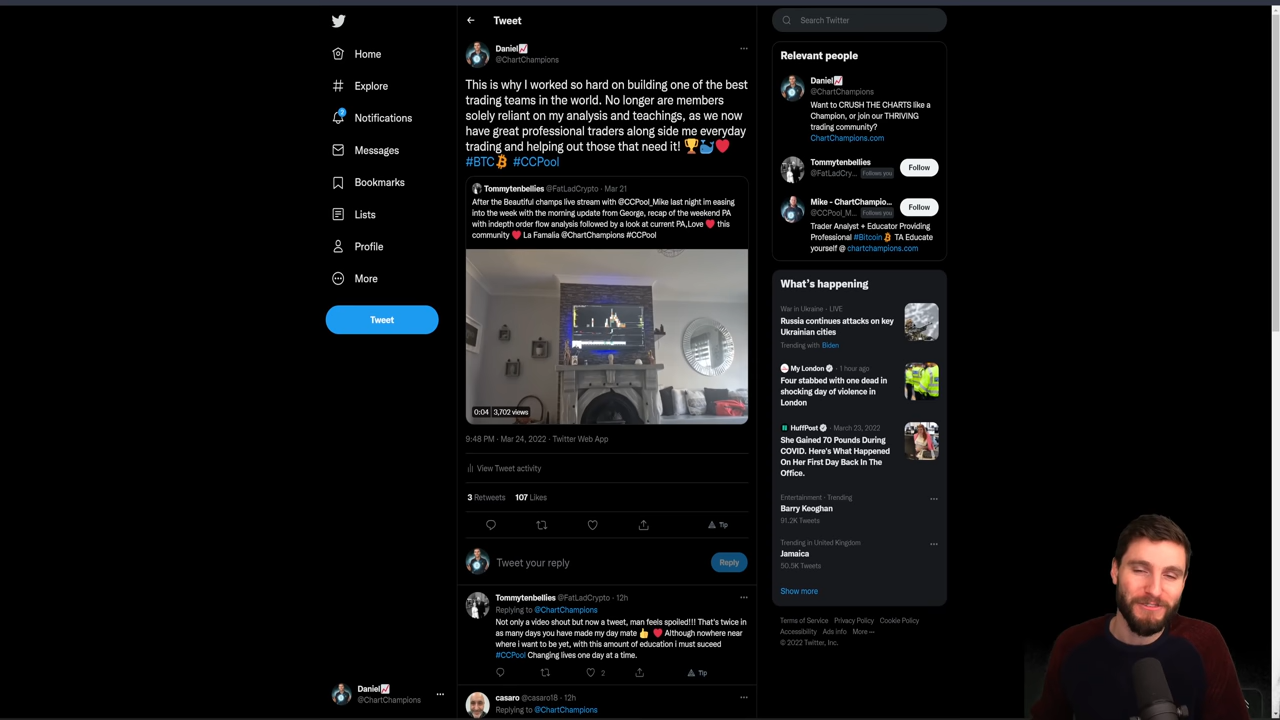 Home
Explore
2
Notifications
Messages
Bookmarks
Lists
Profile
More
Tweet
Daniel📈
@ChartChampions
Tweet
Daniel📈
@ChartChampions
This is why I worked so hard on building one of the best
trading teams in the world. No longer are members
solely reliant on my analysis and teachings, as we now
have great professional traders along side me everyday
trading and helping out those that need it! 🏆🐳❤️
#BTC #CCPool
Tommytenbellies @FatLadCrypto · Mar 21
After the Beautiful champs live stream with @CCPool_Mike last night im easing
into the week with the morning update from George, recap of the weekend PA
with indepth order flow analysis followed by a look at current PA,Love ❤️ this
community ❤️ La Familia @ChartChampions #CCPool
0:04 3,702 views
9:48 PM · Mar 24, 2022 · Twitter Web App
View Tweet activity
3 Retweets 107 Likes
Tip
Tweet your reply
Reply
Tommytenbellies @FatLadCrypto · 12h
Replying to @ChartChampions
Not only a video shout but now a tweet, man feels spoiled!!! That's twice in
as many days you have made my day mate 👍 ❤️ Although nowhere near
where i want to be yet, with this amount of education i must suceed
#CCPool Changing lives one day at a time.
2
Tip
casaro @casaro18 · 12h
Replying to @ChartChampions
Search Twitter
Relevant people
Daniel📈
@ChartChampions
Want to CRUSH THE CHARTS like a
Champion, or join our THRIVING
trading community?
ChartChampions.com
Tommytenbellies
@FatLadCry... Follows you
Follow
Mike - ChartChampio...
@CCPool_M... Follows you
Follow
Trader Analyst + Educator Providing
Professional #Bitcoin TA Educate
yourself @ chartchampions.com
What's happening
War in Ukraine · LIVE
Russia continues attacks on key
Ukrainian cities
Trending with Biden
My London · 1 hour ago
Four stabbed with one dead in
shocking day of violence in
London
HuffPost · March 23, 2022
She Gained 70 Pounds During
COVID. Here's What Happened
On Her First Day Back In The
Office.
Entertainment · Trending
Barry Keoghan
91.2K Tweets
Trending in United Kingdom
Jamaica
50.5K Tweets
Show more
Terms of Service Privacy Policy Cookie Policy
Accessibility Ads info More ···
© 2022 Twitter, Inc.